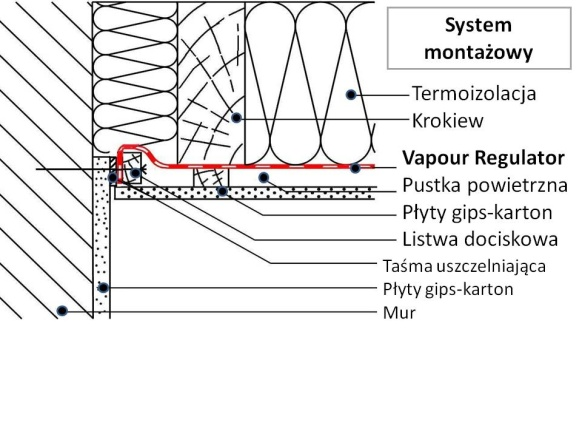 System
montażowy
Termoizolacja
Krokiew
Vapour Regulator
Pustka powietrzna
Płyty gips-karton
Listwa dociskowa
Taśma uszczelniająca
Płyty gips-karton
Mur